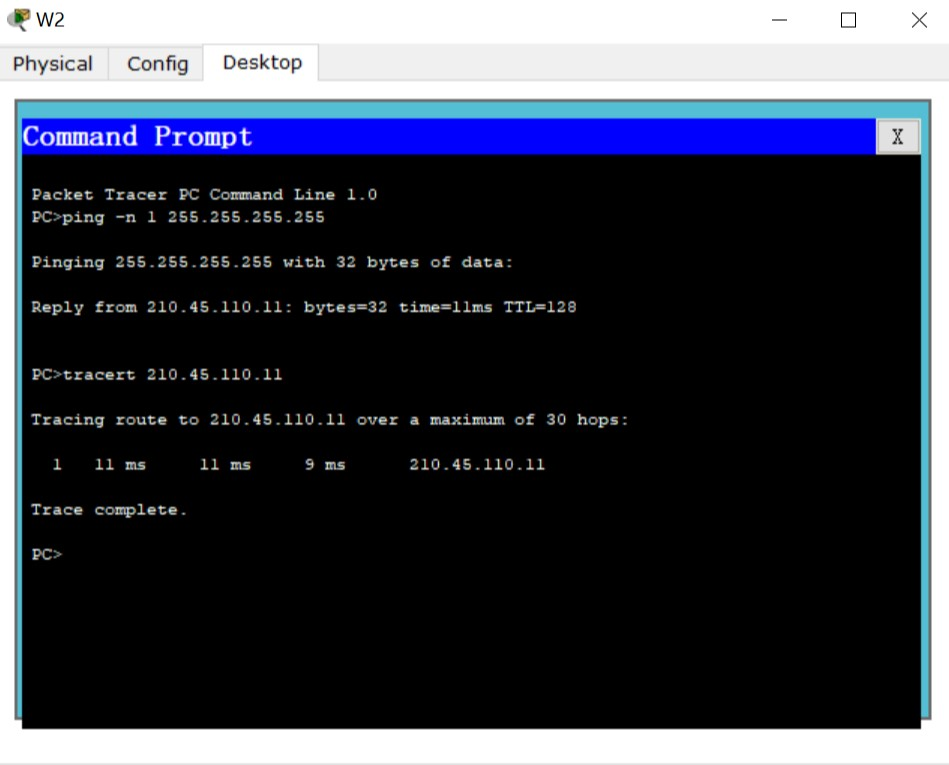 W2
Physical Config Desktop
Command Prompt X
Packet Tracer PC Command Line 1.0
PC>ping -n 1 255.255.255.255
Pinging 255.255.255.255 with 32 bytes of data:
Reply from 210.45.110.11: bytes=32 time=11ms TTL=128
PC>tracert 210.45.110.11
Tracing route to 210.45.110.11 over a maximum of 30 hops:
1 11 ms 11 ms 9 ms 210.45.110.11
Trace complete.
PC>